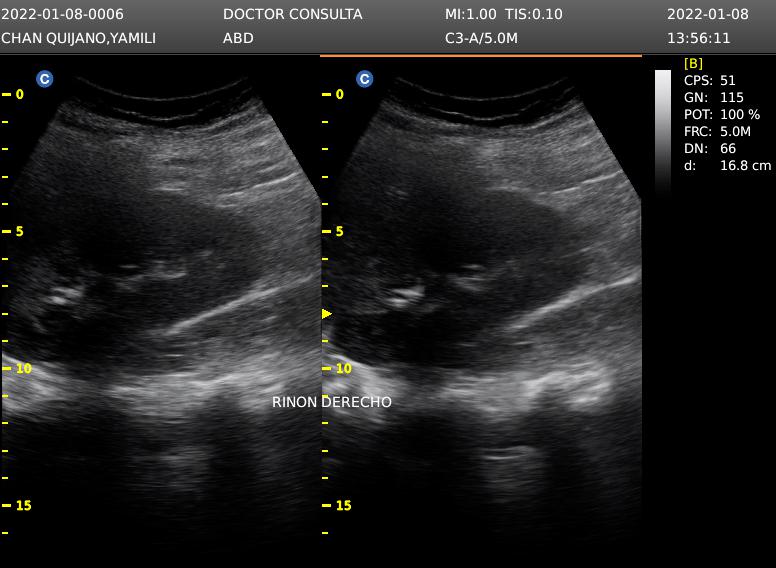 2022-01-08-0006 DOCTOR CONSULTA MI:1.00 TIS:0.10 2022-01-08
CHAN QUIJANO,YAMILI ABD C3-A/5.0M 13:56:11
C C
[B]
CPS: 51
GN: 115
POT: 100 %
FRC: 5.0M
DN: 66
d: 16.8 cm
0 0
5 5
10 10
RINON DERECHO
15 15